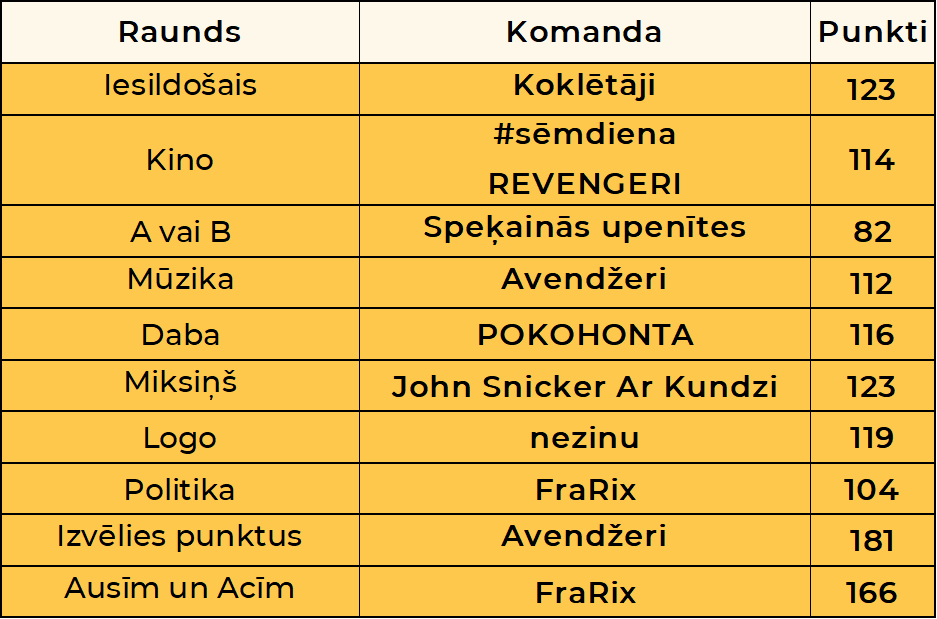 Raunds Komanda Punkti
Iesildošais Koklētāji 123
#sēmdiena
Kino 114
REVENGERI
A vai B Speķainās upenītes 82
Mūzika Avendžeri 112
Daba POKOHONTA 116
Miksiņš John Snicker Ar Kundzi 123
Logo nezinu 119
Politika FraRix 104
Izvēlies punktus Avendžeri 181
Ausīm un Acīm FraRix 166